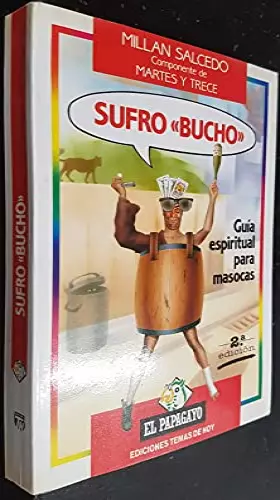 MILLAN SALCEDO
Componente de
MARTES Y TRECE
SUFRO «BUCHO»
Guía
espiritual
para
masocas
2.ª
edición
EL PAPAGAYO
EDICIONES TEMAS DE HOY
SUFRO «BUCHO»